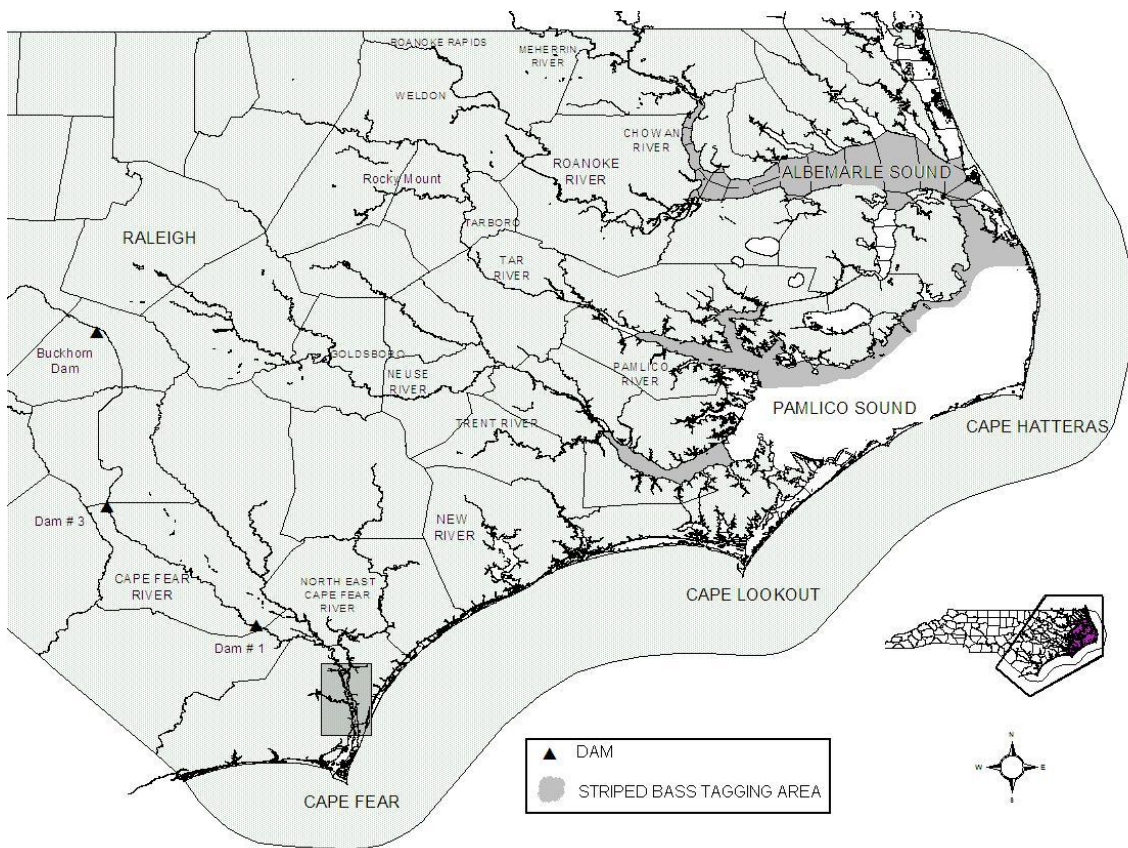 ROANOKE RAPIDS
MEHERRIN
RIVER
WELDON
CHOWAN
RIVER
ROANOKE
RIVER
ALBEMARLE SOUND
Rocky Mount
TARBORO
RALEIGH
TAR
RIVER
Buckhorn
Dam
GOLDSBORO
NEUSE
RIVER
PAMLICO
RIVER
PAMLICO SOUND
TRENT RIVER
CAPE HATTERAS
Dam # 3
NEW
RIVER
CAPE FEAR
RIVER
NORTH EAST
CAPE FEAR
RIVER
CAPE LOOKOUT
Dam # 1
N
W
E
S
DAM
STRIPED BASS TAGGING AREA
CAPE FEAR